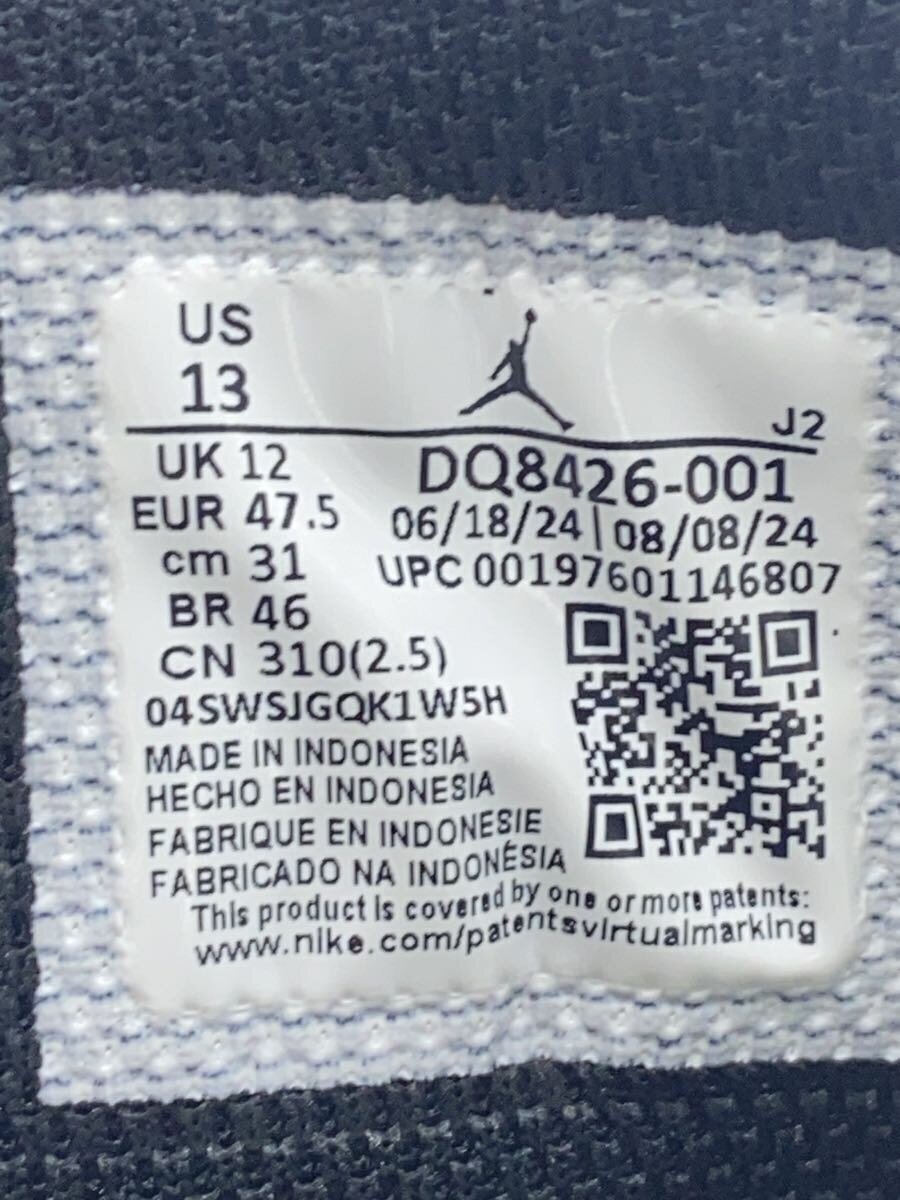 US
13
J2
UK 12
EUR 47.5
cm 31
BR 46
CN 310(2.5)
DQ8426-001
06/18/24|08/08/24
UPC 00197601146807
04SWSJGQK1W5H
MADE IN INDONESIA
HECHO EN INDONESIA
FABRIQUE EN INDONESIE
FABRICADO NA INDONÉSIA
This product is covered by one or more patents:
www.nike.com/patentsvirtualmarking